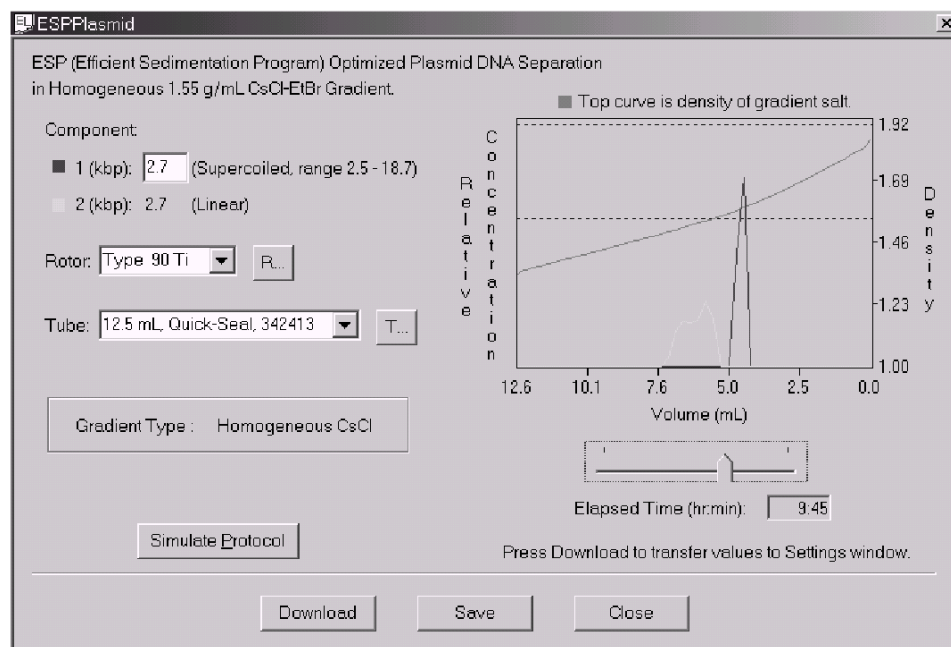 ESPPlasmid
ESP (Efficient Sedimentation Program) Optimized Plasmid DNA Separation
in Homogeneous 1.55 g/mL CsCl-EtBr Gradient.
Component:
1 (kbp): 2.7 (Supercoiled, range 2.5 - 18.7)
2 (kbp): 2.7 (Linear)
Rotor: Type 90 Ti R...
Tube: 12.5 mL, Quick-Seal, 342413 T...
Gradient Type : Homogeneous CsCl
Simulate Protocol
Top curve is density of gradient salt.
Relative
Concentration
1.92
1.69
1.46
1.23
1.00
Density
12.6 10.1 7.6 5.0 2.5 0.0
Volume (mL)
Elapsed Time (hr:min): 9:45
Press Download to transfer values to Settings window.
Download Save Close